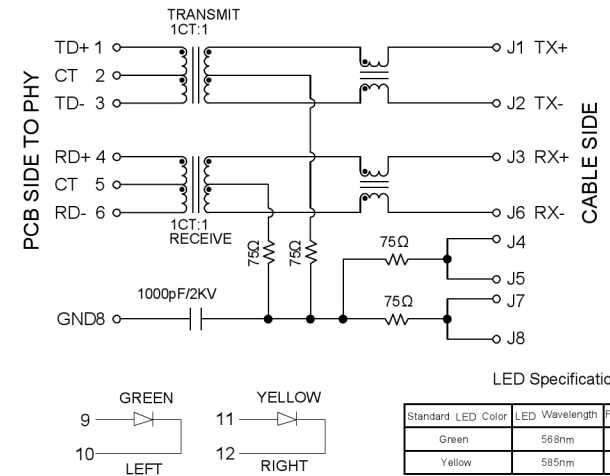 TRANSMIT
1CT:1
TD+ 1
J1 TX+
CT 2
TD- 3
J2 TX-
PCB SIDE TO PHY
CABLE SIDE
RD+ 4
J3 RX+
CT 5
RD- 6
J6 RX-
1CT:1
RECEIVE
75Ω
75Ω
75Ω
J4
J5
1000pF/2KV
75Ω
J7
GND8
J8
LED Specificatio
GREEN
YELLOW
9
11
10
12
LEFT
RIGHT
Standard LED Color
LED Wavelength
F
Green
568nm
Yellow
585nm